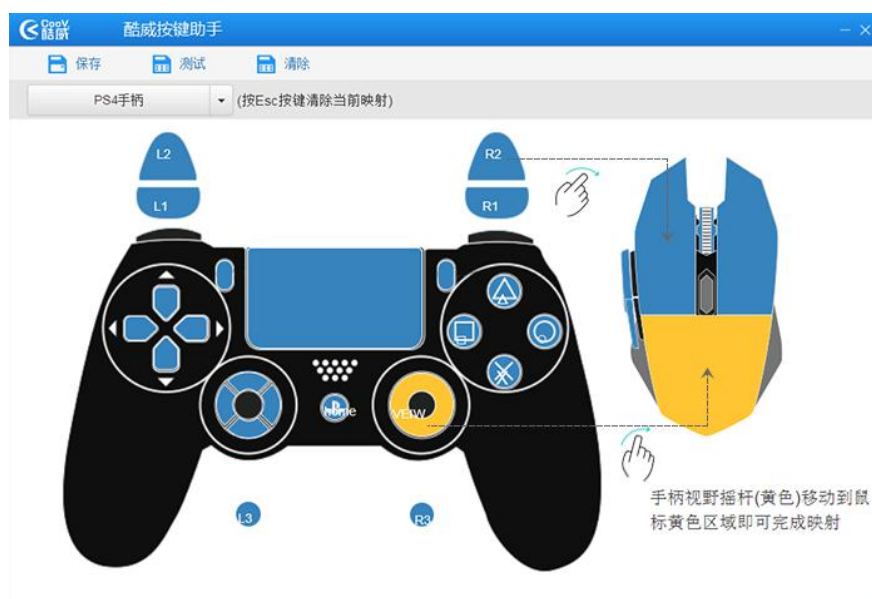 CooV 酷威 酷威按键助手
保存 测试 清除
PS4手柄 (按Esc按键清除当前映射)
L2 R2
L1 R1
home VEIW
L3 R3
手柄视野摇杆(黄色)移动到鼠
标黄色区域即可完成映射